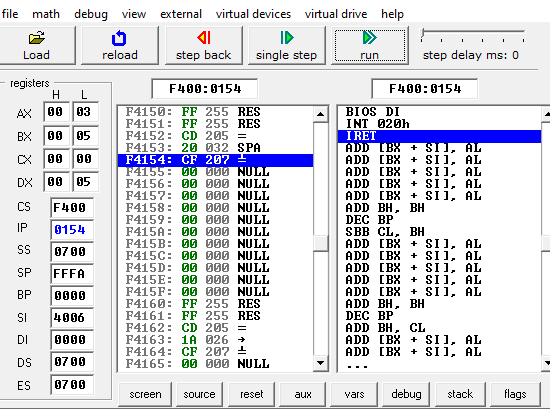 file math debug view external virtual devices virtual drive help
Load reload step back single step run step delay ms: 0
registers F400:0154 F400:0154
H L
AX 00 03
BX 00 05
CX 00 00
DX 00 05
CS F400
IP 0154
SS 0700
SP FFFA
BP 0000
SI 4006
DI 0000
DS 0700
ES 0700
F4150: FF 255 RES
F4151: FF 255 RES
F4152: CD 205 =
F4153: 20 032 SPA
F4154: CF 207 ╧
F4155: 00 000 NULL
F4156: 00 000 NULL
F4157: 00 000 NULL
F4158: 00 000 NULL
F4159: 00 000 NULL
F415A: 00 000 NULL
F415B: 00 000 NULL
F415C: 00 000 NULL
F415D: 00 000 NULL
F415E: 00 000 NULL
F415F: 00 000 NULL
F4160: FF 255 RES
F4161: FF 255 RES
F4162: CD 205 =
F4163: 1A 026 →
F4164: CF 207 ╧
F4165: 00 000 NULL
BIOS DI
INT 020h
IRET
ADD [BX + SI], AL
ADD [BX + SI], AL
ADD [BX + SI], AL
ADD [BX + SI], AL
ADD [BX + SI], AL
ADD BH, BH
DEC BP
SBB CL, BH
ADD [BX + SI], AL
ADD [BX + SI], AL
ADD [BX + SI], AL
ADD [BX + SI], AL
ADD [BX + SI], AL
ADD BH, BH
DEC BP
ADD BH, CL
ADD [BX + SI], AL
ADD [BX + SI], AL
...
screen source reset aux vars debug stack flags